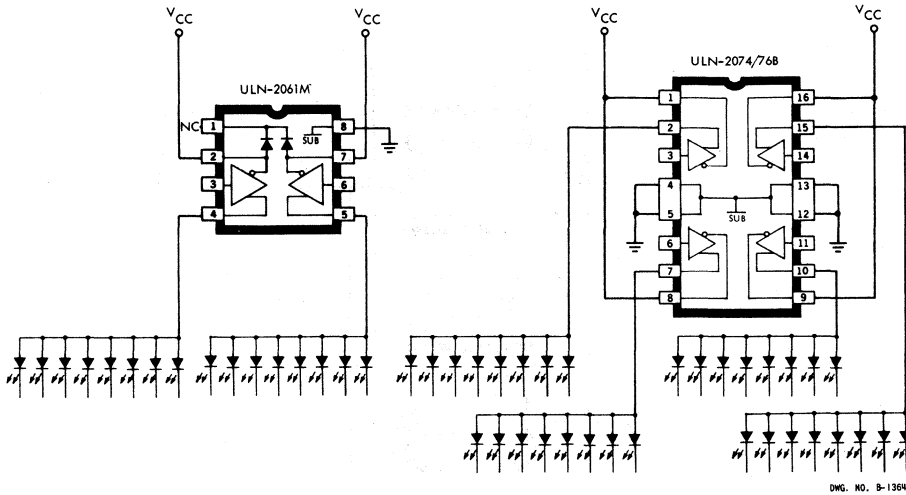 VCC
VCC
ULN-2061M
NC 1
8
SUB
2
7
3
6
4
5
VCC
VCC
ULN-2074/76B
1
16
2
15
3
14
4
13
5
12
SUB
6
11
7
10
8
9
DWG. NO. B-1364